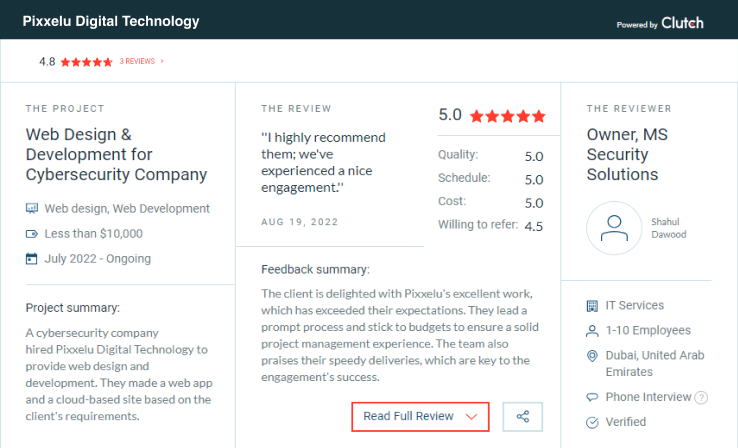 Pixxelu Digital Technology
Powered by Clutch
4.8 3 REVIEWS
THE PROJECT
Web Design &
Development for
Cybersecurity Company
Web design, Web Development
Less than $10,000
July 2022 - Ongoing
Project summary:
A cybersecurity company
hired Pixxelu Digital Technology to
provide web design and
development. They made a web app
and a cloud-based site based on the
client's requirements.
THE REVIEW
"I highly recommend
them; we've
experienced a nice
engagement."
AUG 19, 2022
5.0
Quality: 5.0
Schedule: 5.0
Cost: 5.0
Willing to refer: 4.5
Feedback summary:
The client is delighted with Pixxelu's excellent work,
which has exceeded their expectations. They lead a
prompt process and stick to budgets to ensure a solid
project management experience. The team also
praises their speedy deliveries, which are key to the
engagement's success.
Read Full Review
THE REVIEWER
Owner, MS
Security
Solutions
Shahul
Dawood
IT Services
1-10 Employees
Dubai, United Arab
Emirates
Phone Interview ?
Verified